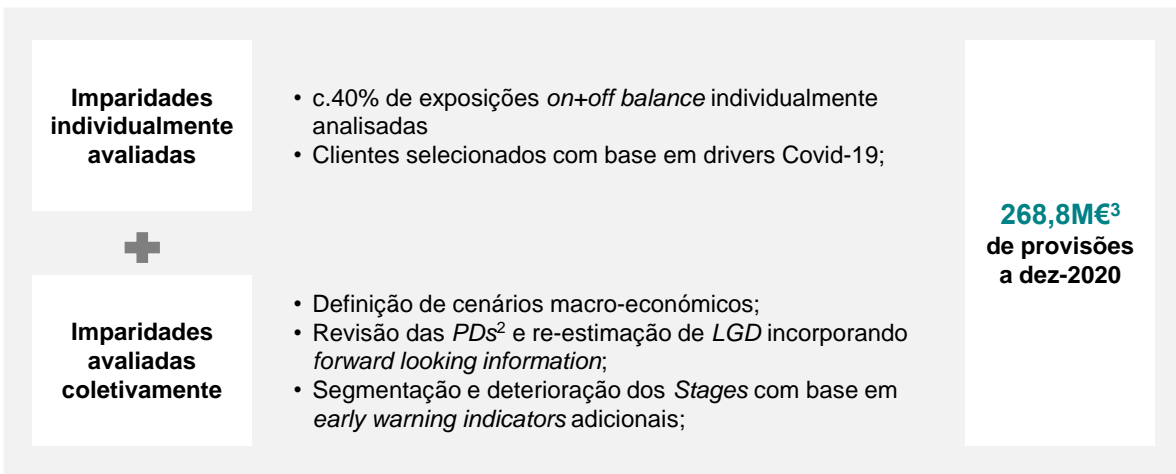 Imparidades
individualmente
avaliadas
• c.40% de exposições on+off balance individualmente
analisadas
• Clientes selecionados com base em drivers Covid-19;
Imparidades
avaliadas
coletivamente
• Definição de cenários macro-económicos;
• Revisão das PDs² e re-estimação de LGD incorporando
forward looking information;
• Segmentação e deterioração dos Stages com base em
early warning indicators adicionais;
268,8M€³
de provisões
a dez-2020